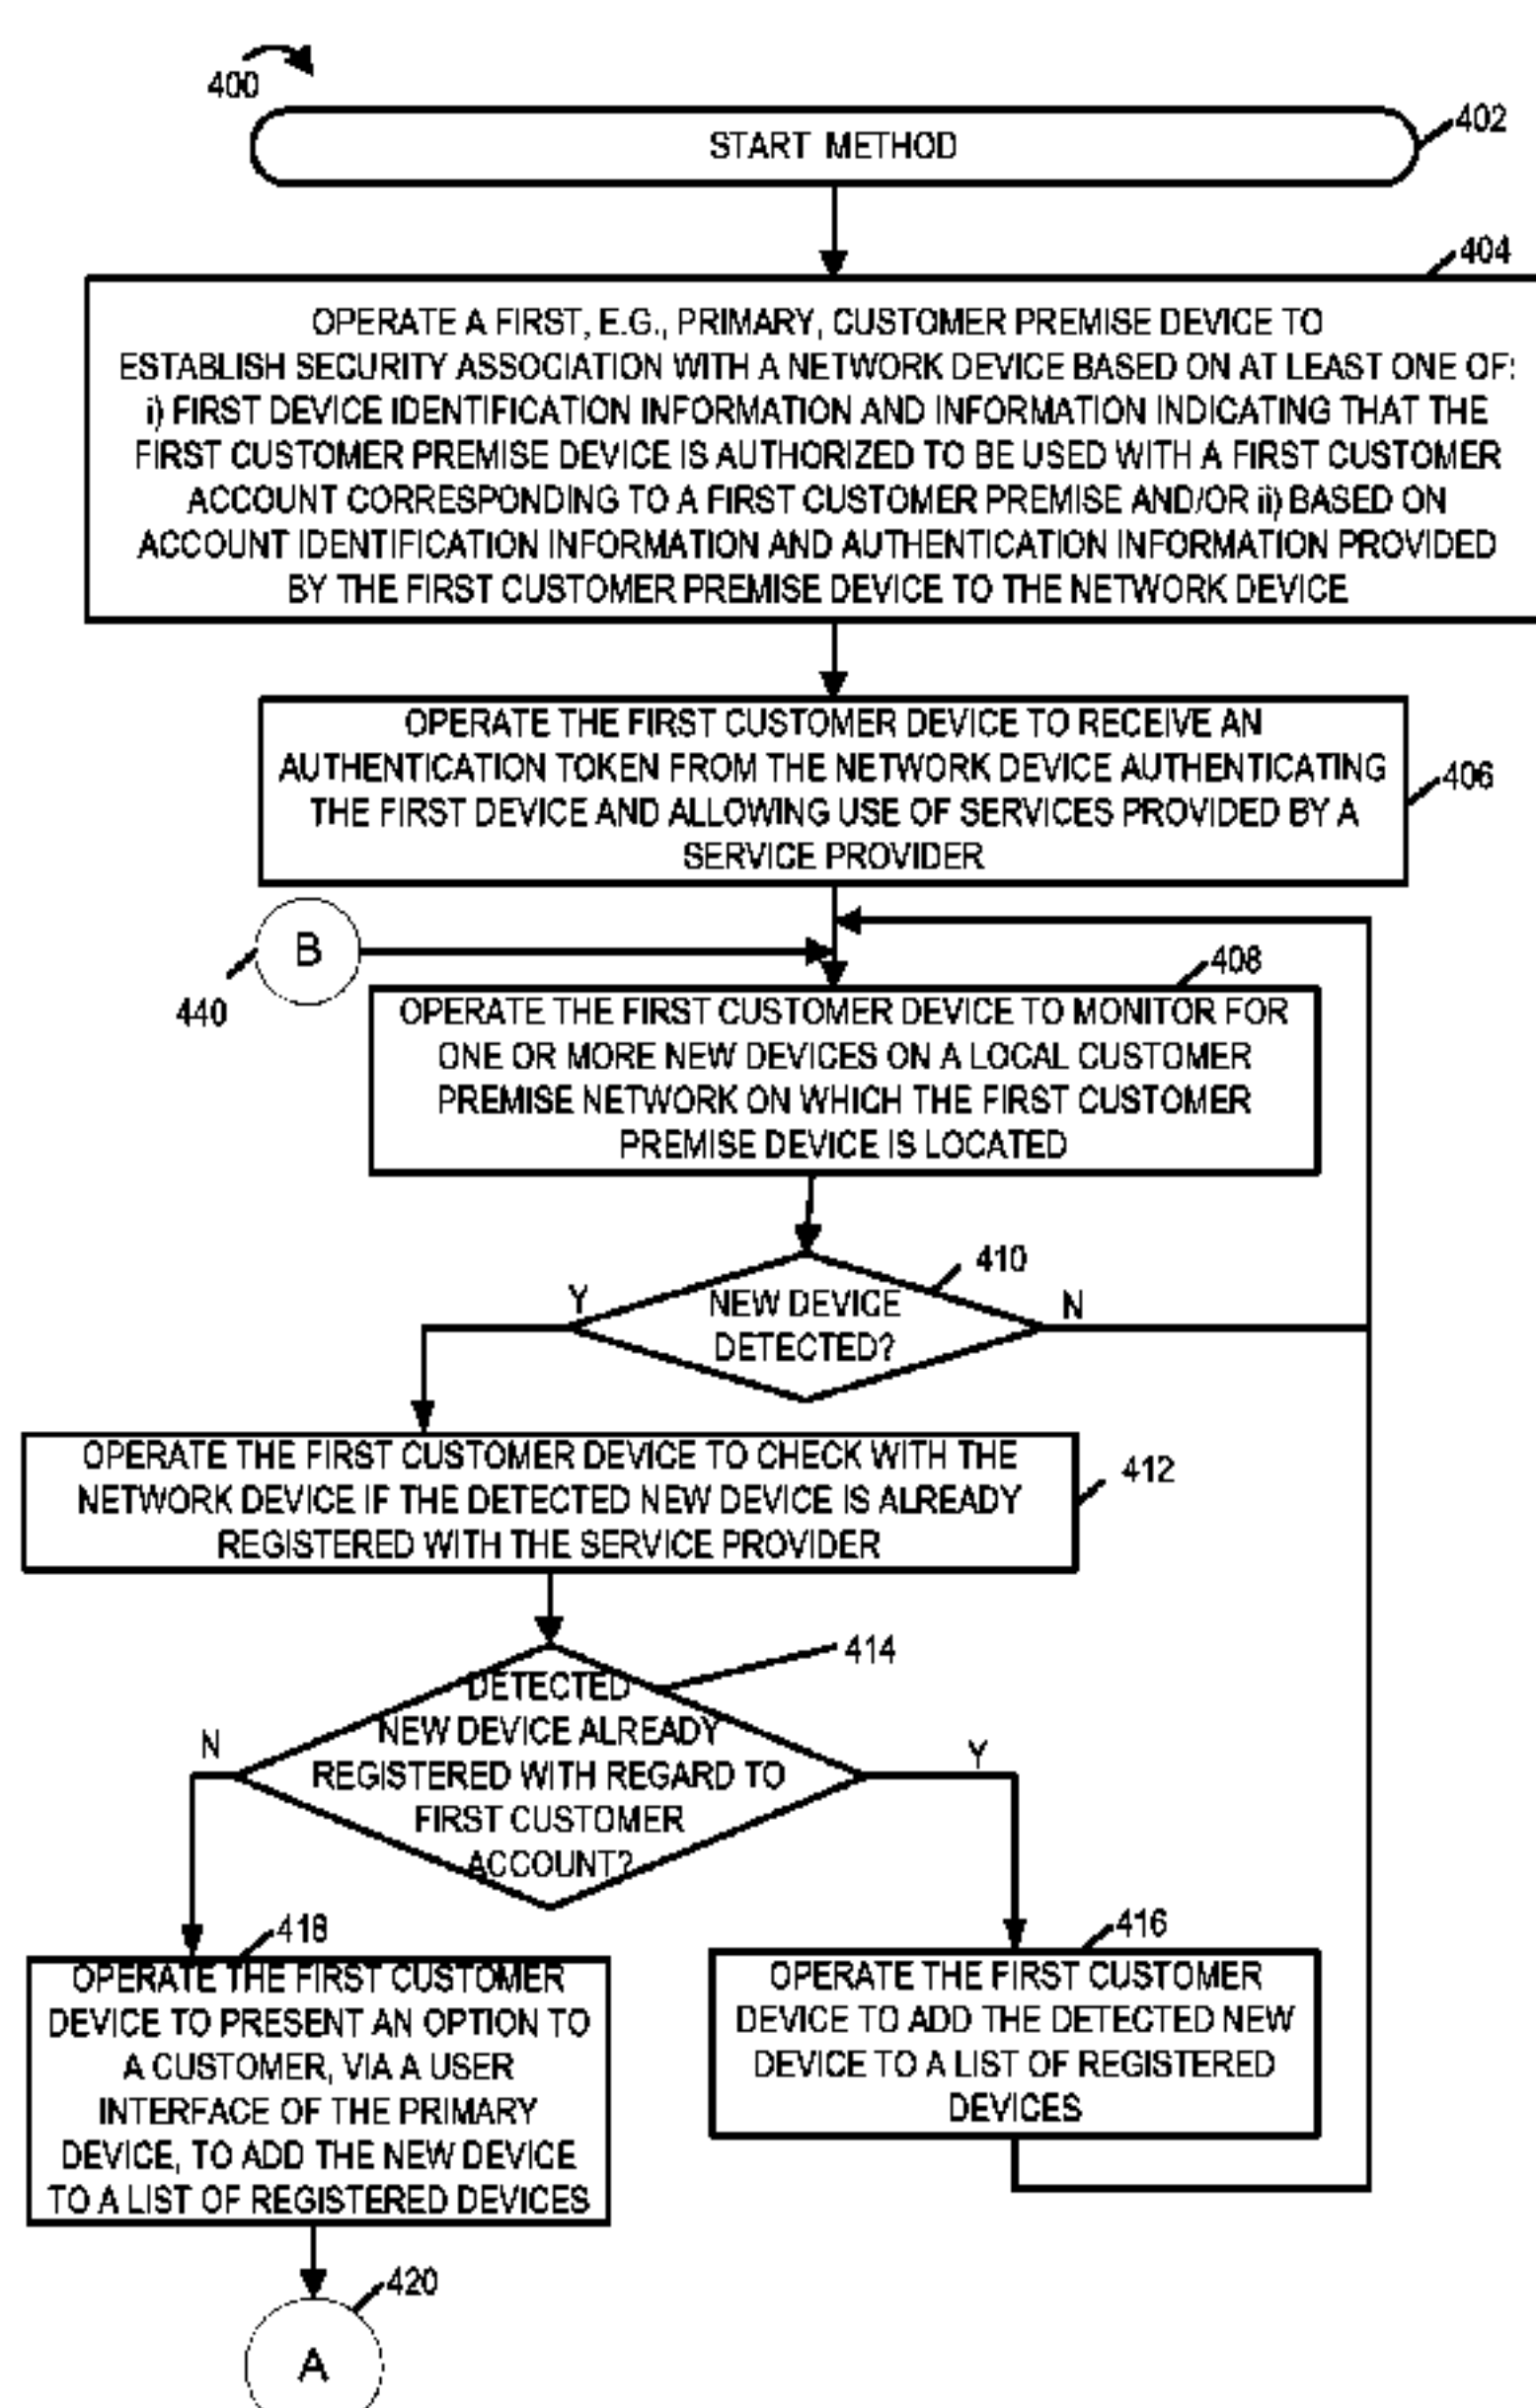 400
START METHOD
402
404
OPERATE A FIRST, E.G., PRIMARY, CUSTOMER PREMISE DEVICE TO
ESTABLISH SECURITY ASSOCIATION WITH A NETWORK DEVICE BASED ON AT LEAST ONE OF:
i) FIRST DEVICE IDENTIFICATION INFORMATION AND INFORMATION INDICATING THAT THE
FIRST CUSTOMER PREMISE DEVICE IS AUTHORIZED TO BE USED WITH A FIRST CUSTOMER
ACCOUNT CORRESPONDING TO A FIRST CUSTOMER PREMISE AND/OR ii) BASED ON
ACCOUNT IDENTIFICATION INFORMATION AND AUTHENTICATION INFORMATION PROVIDED
BY THE FIRST CUSTOMER PREMISE DEVICE TO THE NETWORK DEVICE
OPERATE THE FIRST CUSTOMER DEVICE TO RECEIVE AN
AUTHENTICATION TOKEN FROM THE NETWORK DEVICE AUTHENTICATING
THE FIRST DEVICE AND ALLOWING USE OF SERVICES PROVIDED BY A
SERVICE PROVIDER
406
B
440
408
OPERATE THE FIRST CUSTOMER DEVICE TO MONITOR FOR
ONE OR MORE NEW DEVICES ON A LOCAL CUSTOMER
PREMISE NETWORK ON WHICH THE FIRST CUSTOMER
PREMISE DEVICE IS LOCATED
410
Y
NEW DEVICE
DETECTED?
N
OPERATE THE FIRST CUSTOMER DEVICE TO CHECK WITH THE
NETWORK DEVICE IF THE DETECTED NEW DEVICE IS ALREADY
REGISTERED WITH THE SERVICE PROVIDER
412
414
DETECTED
NEW DEVICE ALREADY
REGISTERED WITH REGARD TO
FIRST CUSTOMER
ACCOUNT?
N
Y
418
OPERATE THE FIRST CUSTOMER
DEVICE TO PRESENT AN OPTION TO
A CUSTOMER, VIA A USER
INTERFACE OF THE PRIMARY
DEVICE, TO ADD THE NEW DEVICE
TO A LIST OF REGISTERED DEVICES
416
OPERATE THE FIRST CUSTOMER
DEVICE TO ADD THE DETECTED NEW
DEVICE TO A LIST OF REGISTERED
DEVICES
420
A